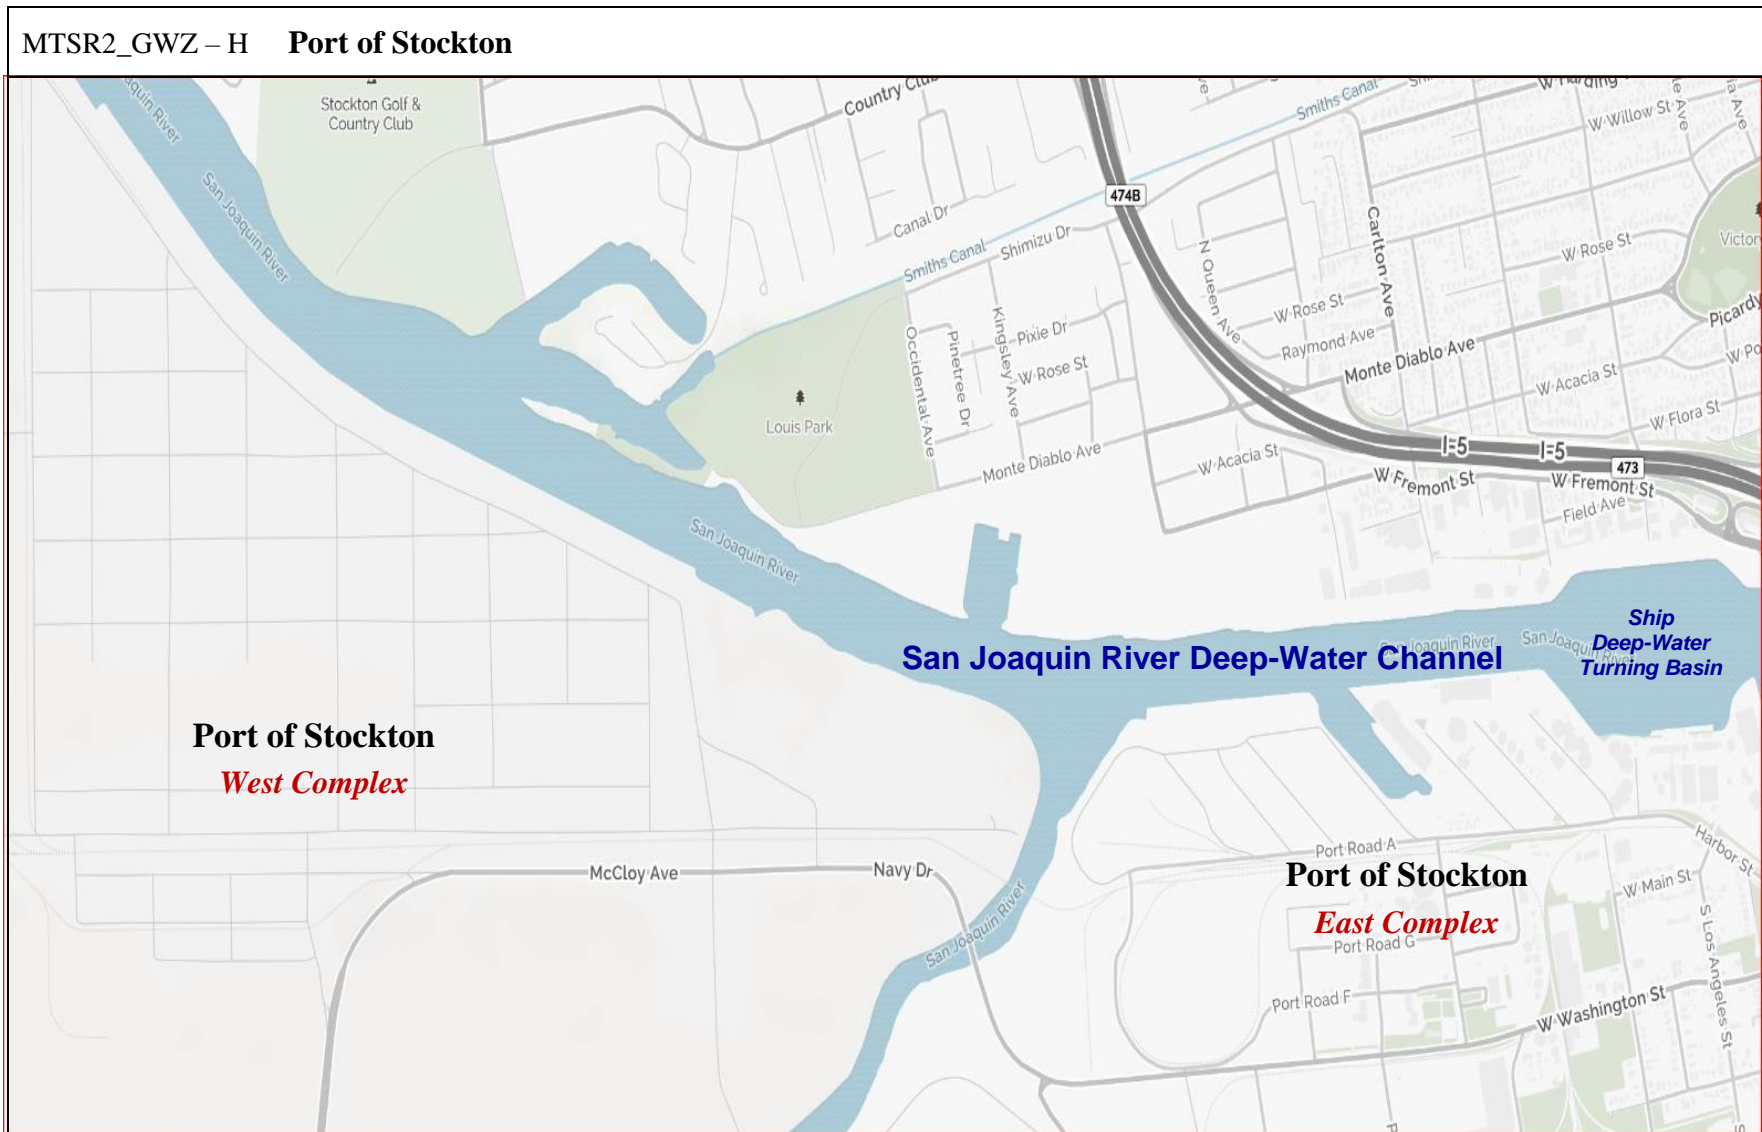 MTSR2_GWZ – H Port of Stockton
San Joaquin River
Stockton Golf &
Country Club
Smiths Canal
W Willow St
474B
Carlton Ave
Canal Dr
Smiths Canal
Shimizu Dr
N Queen Ave
W Rose St
Victor
Picardy
Occidental Ave
Pinetree Dr
Kingsley Ave
Pixie Dr
W Rose St
W Rose St
Raymond Ave
Monte Diablo Ave
W Acacia St
W Flora St
Louis Park
Monte Diablo Ave
W Acacia St
I-5
I-5
473
W Fremont St
W Fremont St
Field Ave
San Joaquin River
San Joaquin River Deep-Water Channel
San Joaquin River
Ship
Deep-Water
Turning Basin
Port of Stockton
West Complex
McCloy Ave
Navy Dr
San Joaquin River
Port Road A
Port of Stockton
East Complex
Port Road G
Port Road F
Harbor St
W Main St
S Los Angeles St
W Washington St